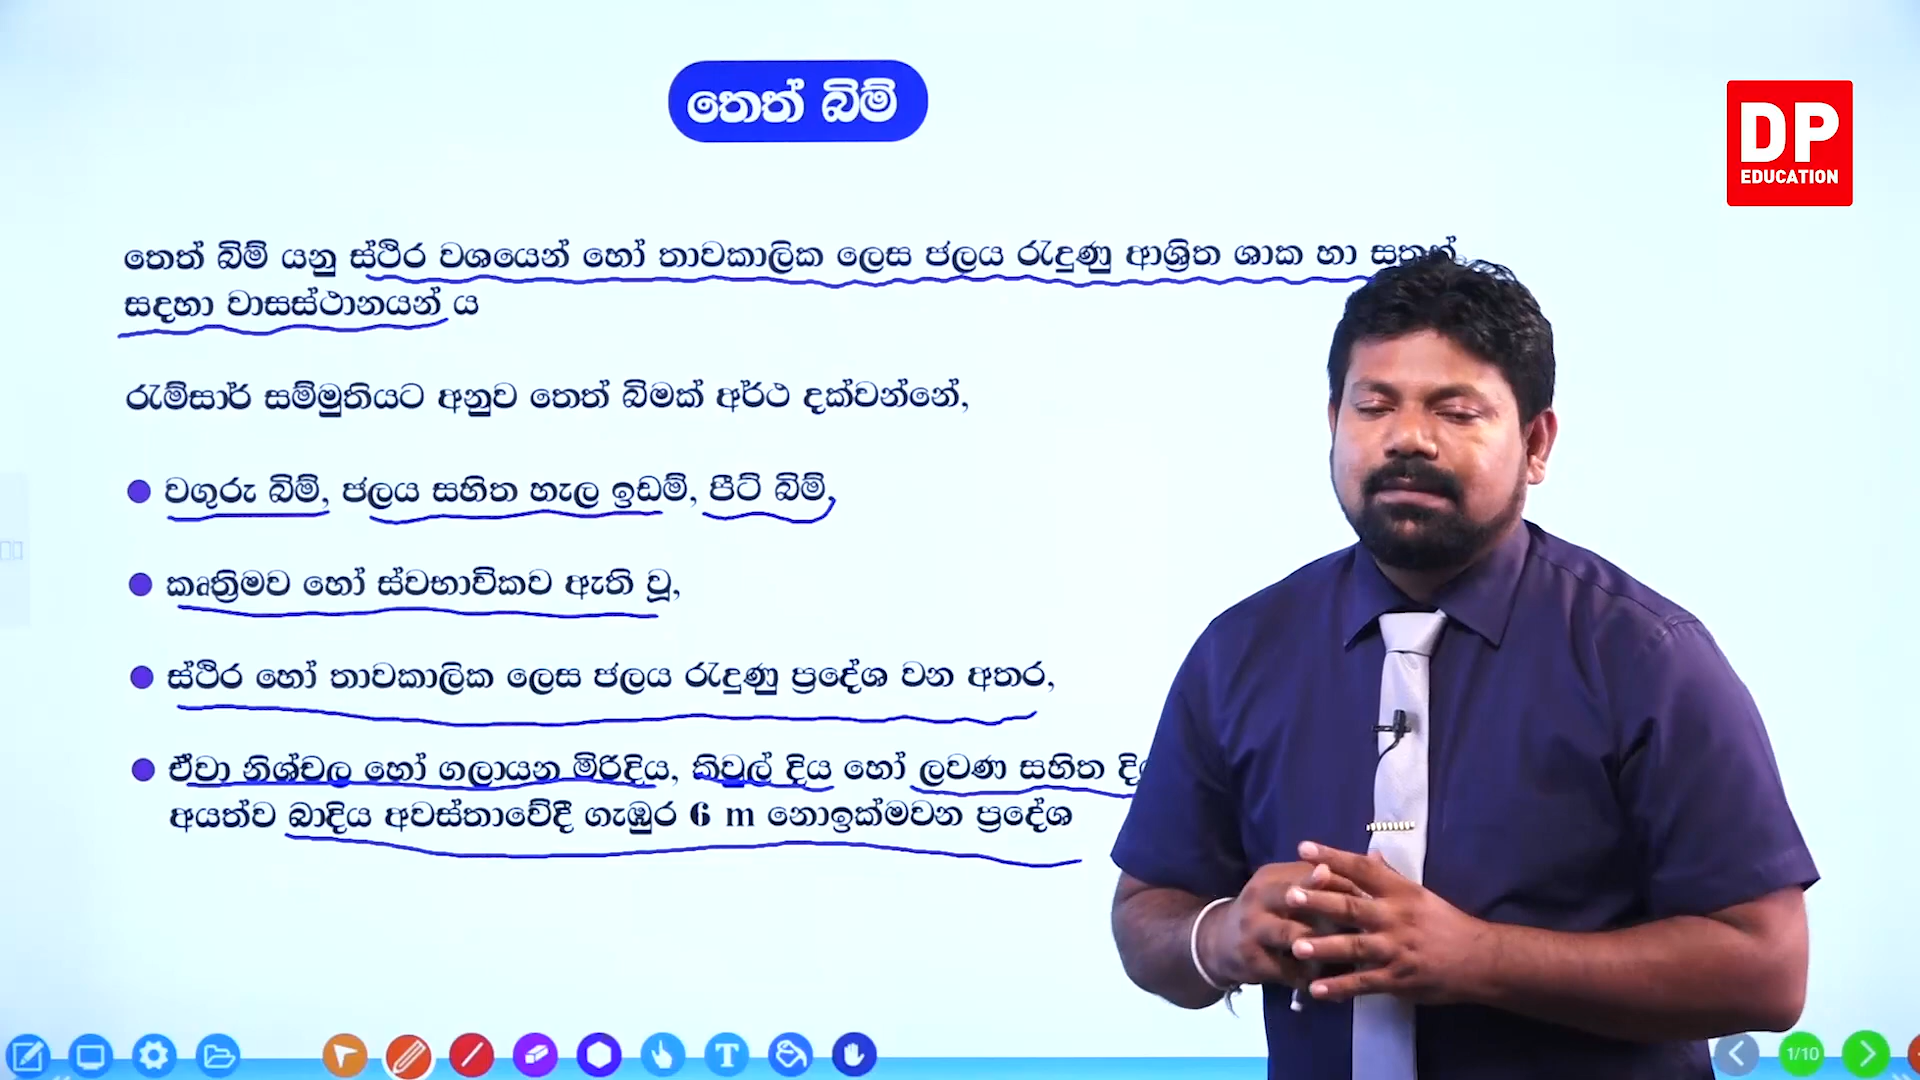 තෙත් බිම්
DP
EDUCATION
තෙත් බිම් යනු ස්ථිර වශයෙන් හෝ තාවකාලික ලෙස ජලය රැදුණු ආශ්‍රිත ශාක හා සතුන්
සදහා වාසස්ථානයන් ය
රැම්සාර් සම්මුතියට අනුව තෙත් බිමක් අර්ථ දක්වන්නේ,
වගුරු බිම්, ජලය සහිත හැල ඉඩම්, පීට් බිම්,
කෘත්‍රිමව හෝ ස්වභාවිකව ඇති වූ,
ස්ථිර හෝ තාවකාලික ලෙස ජලය රැදුණු ප්‍රදේශ වන අතර,
ඒවා නිශ්චල හෝ ගලායන මිරිදිය, කිවුල් දිය හෝ ලවණ සහිත
අයත්ව බාදිය අවස්තාවේදී ගැඹුර 6 m නොඉක්මවන ප්‍රදේශ
1/10